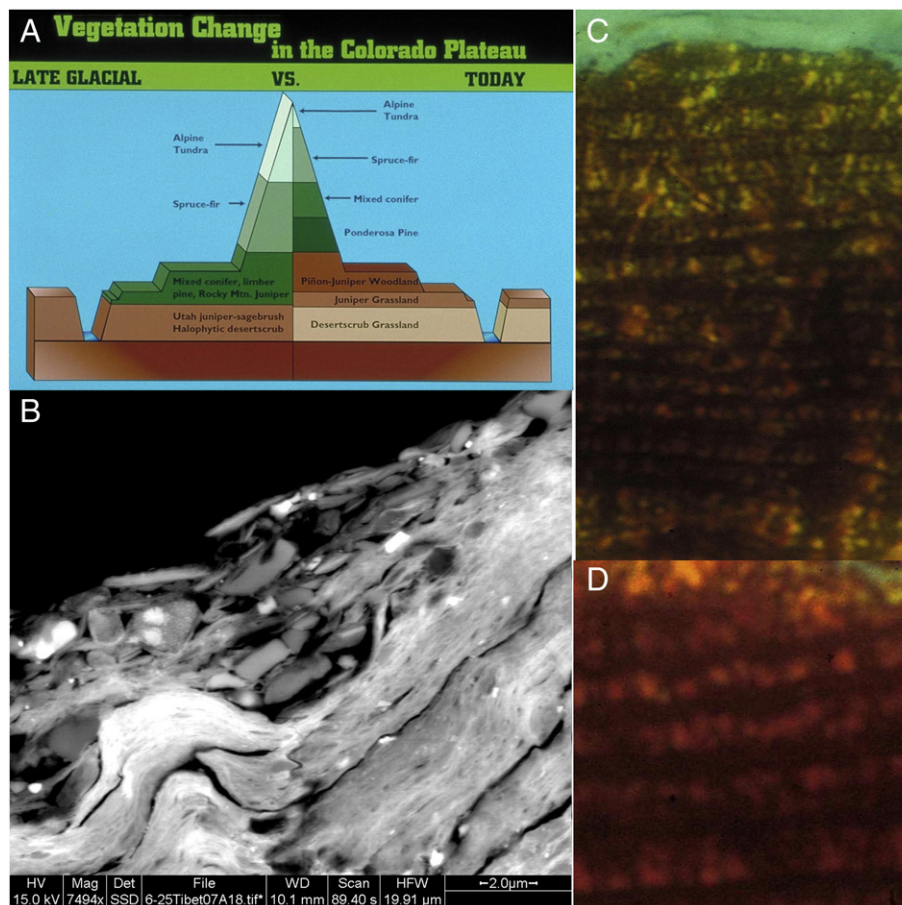 A
Vegetation Change
in the Colorado Plateau
LATE GLACIAL VS. TODAY
Alpine
Tundra
Alpine
Tundra
Spruce-fir
Spruce-fir
Mixed conifer
Ponderosa Pine
Mixed conifer, limber
pine, Rocky Mtn. Juniper
Piñon-Juniper Woodland
Juniper Grassland
Utah juniper-sagebrush
Halophytic desertscrub
Desertscrub Grassland
B
HV Mag Det File WD Scan HFW
15.0 kV 7494x SSD 6-25Tibet07A18.tif* 10.1 mm 89.40 s 19.91 µm
2.0µm
C
D